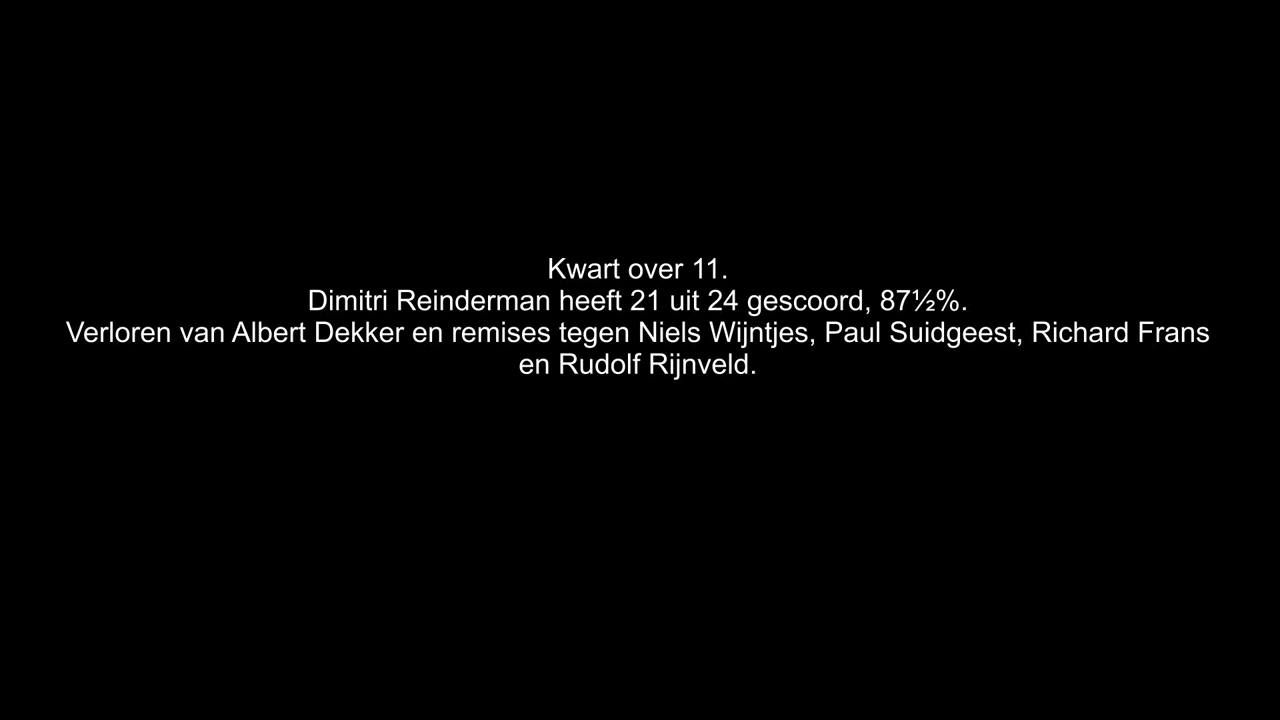 Kwart over 11.
Dimitri Reinderman heeft 21 uit 24 gescoord, 87½%.
Verloren van Albert Dekker en remises tegen Niels Wijntjes, Paul Suidgeest, Richard Frans
en Rudolf Rijnveld.